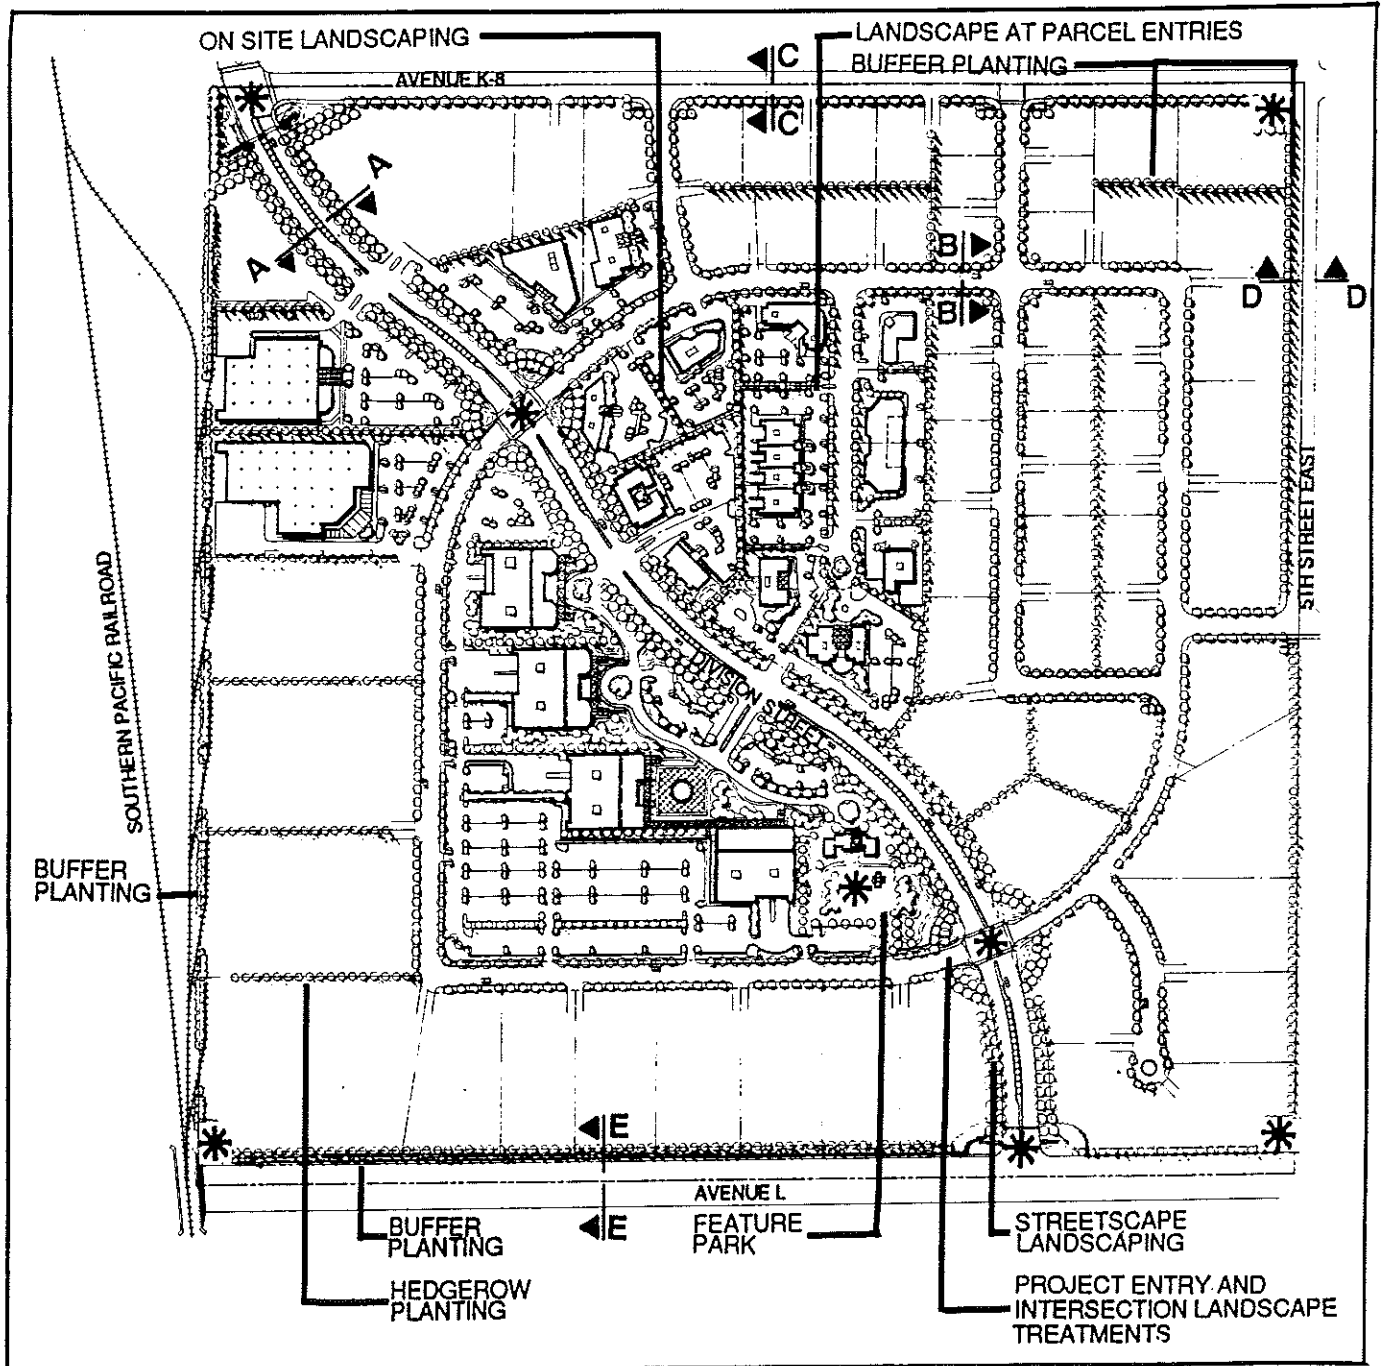 ON SITE LANDSCAPING
LANDSCAPE AT PARCEL ENTRIES
BUFFER PLANTING
AVENUE K-8
C
C
A
A
B
B
D
D
SOUTHERN PACIFIC RAILROAD
5TH STREET EAST
DIVISION STREET
BUFFER
PLANTING
E
E
AVENUE L
BUFFER
PLANTING
FEATURE
PARK
STREETSCAPE
LANDSCAPING
HEDGEROW
PLANTING
PROJECT ENTRY AND
INTERSECTION LANDSCAPE
TREATMENTS